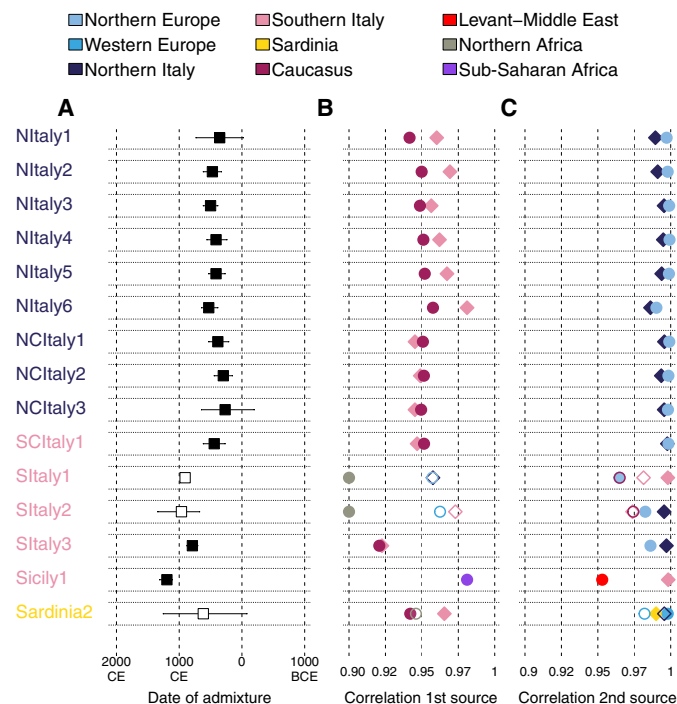 Northern Europe Southern Italy Levant–Middle East
Western Europe Sardinia Northern Africa
Northern Italy Caucasus Sub-Saharan Africa
A B C
NItaly1
NItaly2
NItaly3
NItaly4
NItaly5
NItaly6
NCItaly1
NCItaly2
NCItaly3
SCItaly1
SItaly1
SItaly2
SItaly3
Sicily1
Sardinia2
2000 1000 0 1000 0.90 0.92 0.95 0.97 1 0.9 0.92 0.95 0.97 1
CE CE BCE
Date of admixture Correlation 1st source Correlation 2nd source